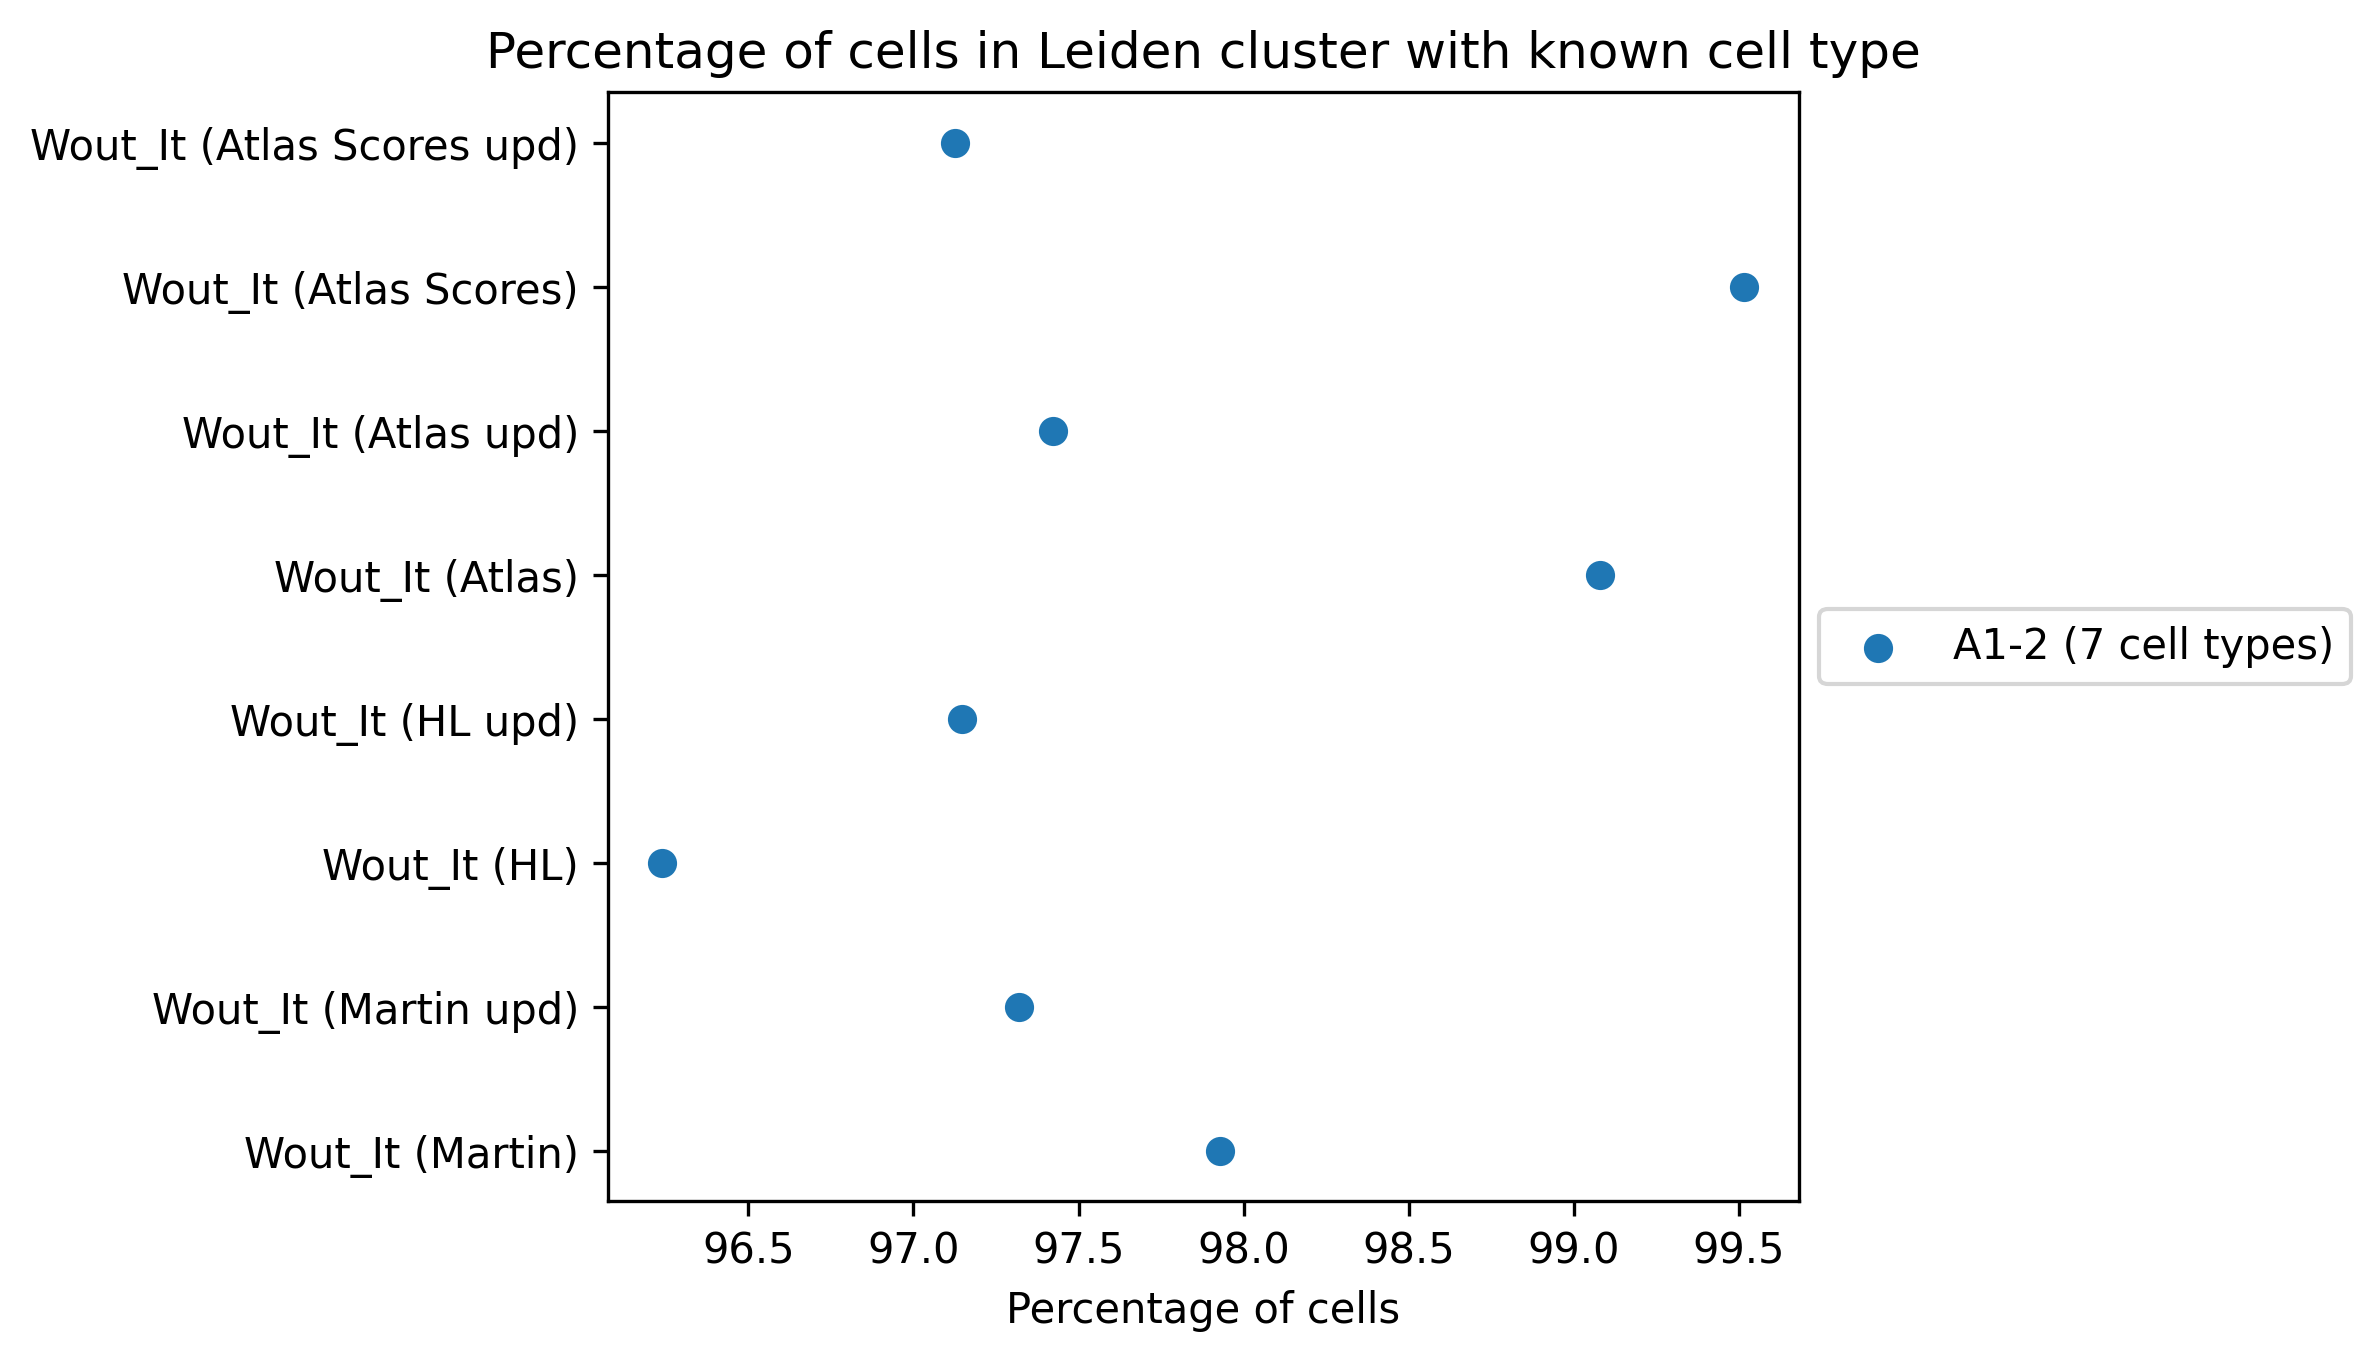 Percentage of cells in Leiden cluster with known cell type
Wout_It (Atlas Scores upd)
Wout_It (Atlas Scores)
Wout_It (Atlas upd)
Wout_It (Atlas)
Wout_It (HL upd)
Wout_It (HL)
Wout_It (Martin upd)
Wout_It (Martin)
A1-2 (7 cell types)
96.5 97.0 97.5 98.0 98.5 99.0 99.5
Percentage of cells